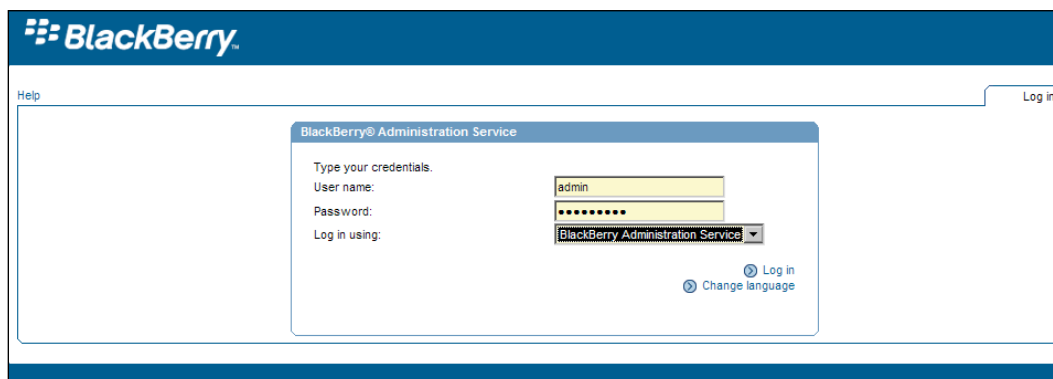 BlackBerry™
Help
Log in
BlackBerry® Administration Service
Type your credentials.
User name: admin
Password: •••••••••
Log in using: BlackBerry Administration Service
Log in
Change language